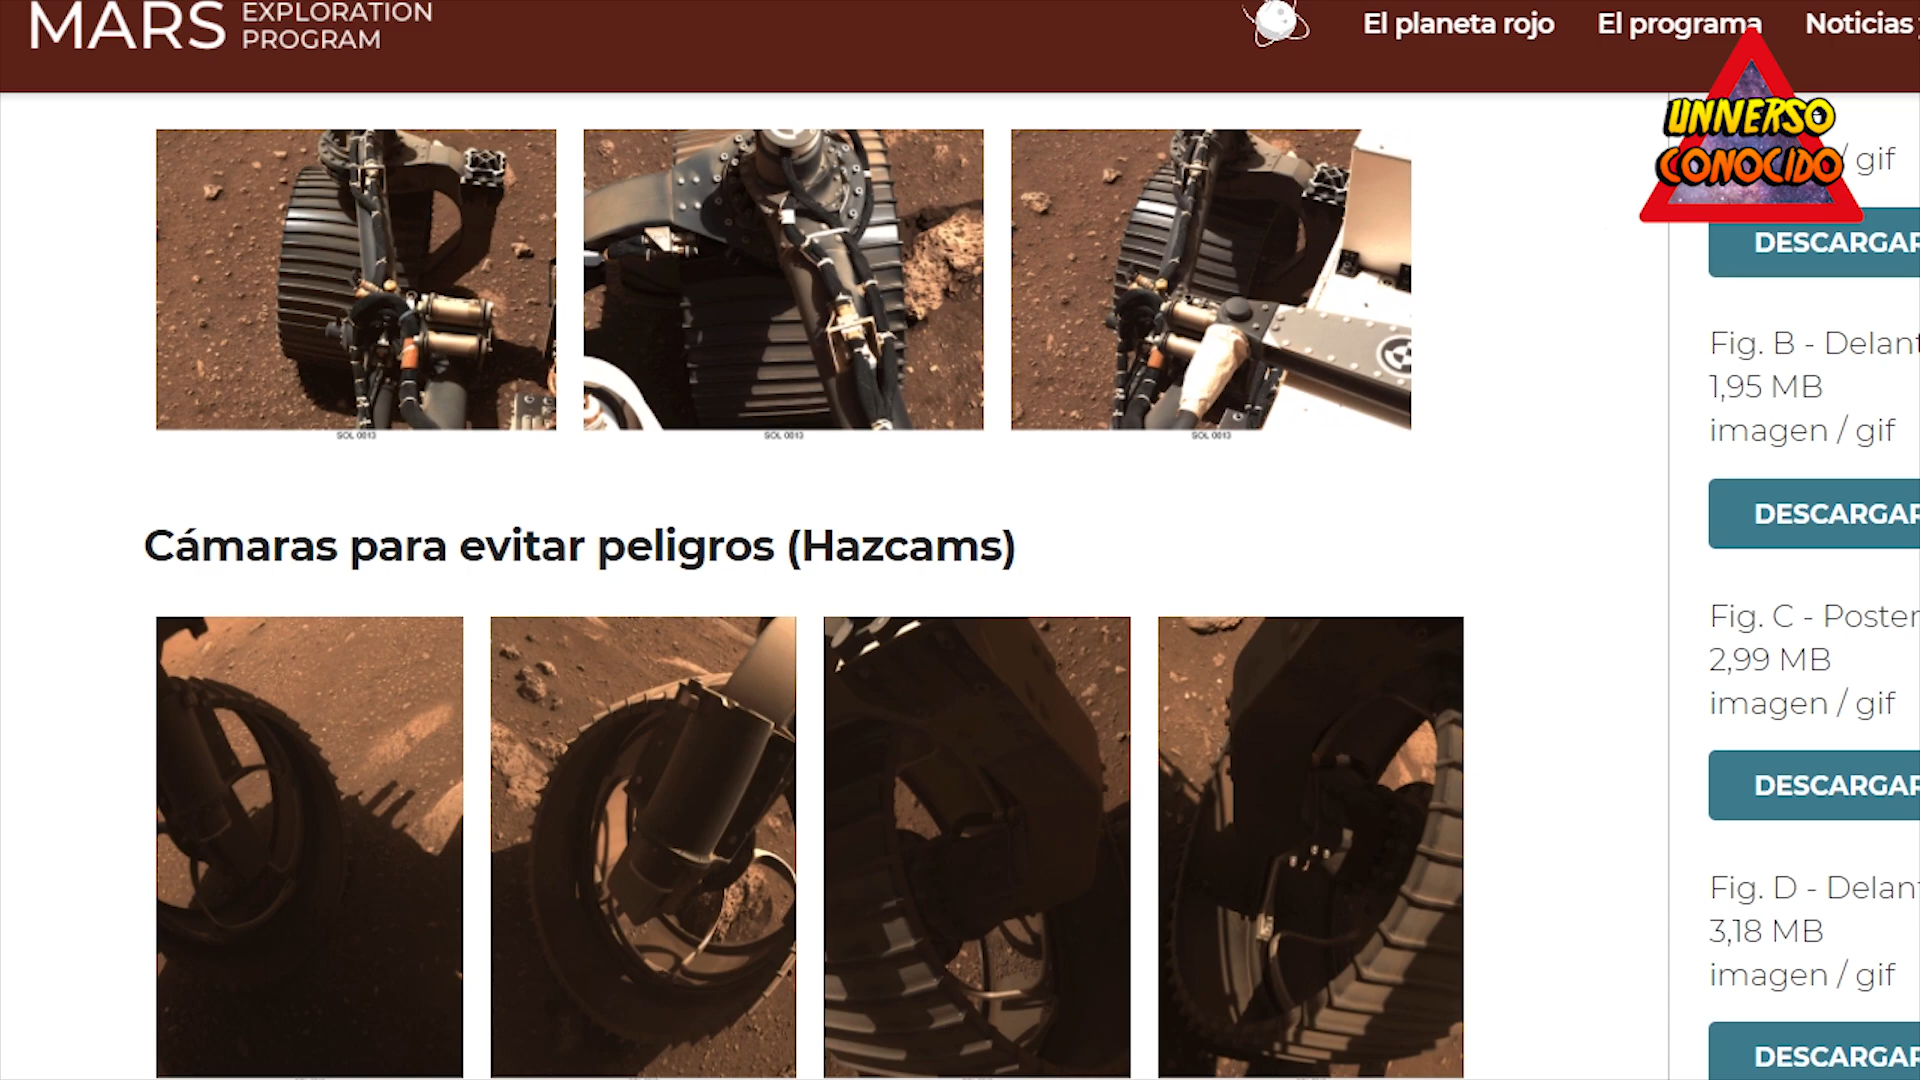 MARS EXPLORATION
PROGRAM
El planeta rojo
El programa
Noticias
UNIVERSO
CONOCIDO
/ gif
DESCARGAR
SOL 0013
SOL 0013
SOL 0013
Fig. B - Delant
1,95 MB
imagen / gif
DESCARGAR
Cámaras para evitar peligros (Hazcams)
Fig. C - Poster
2,99 MB
imagen / gif
DESCARGAR
Fig. D - Delant
3,18 MB
imagen / gif
DESCARGAR